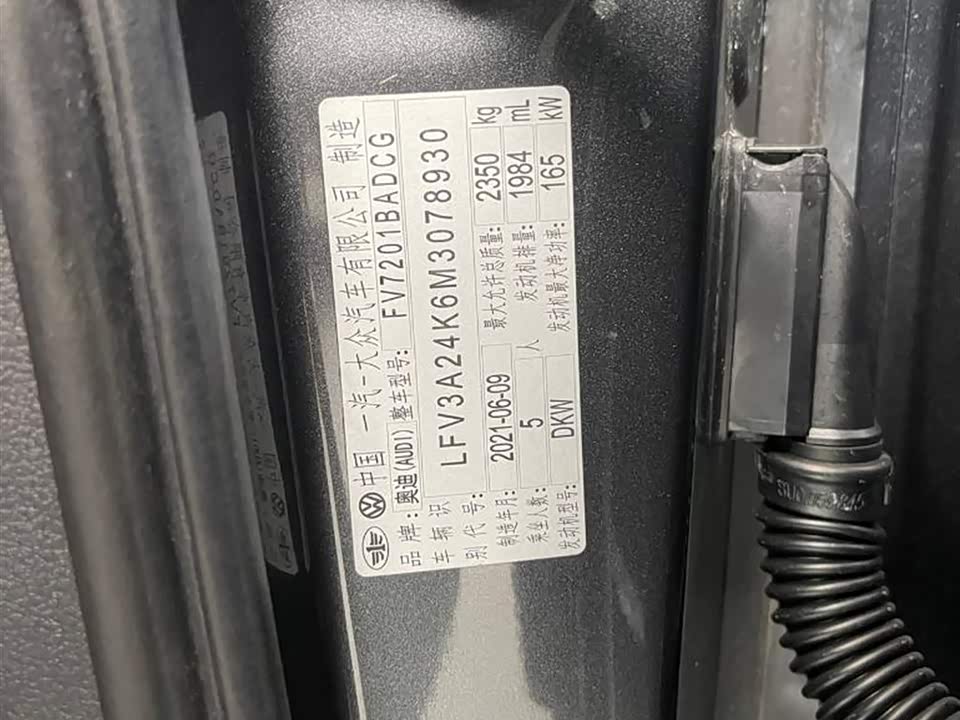 中国 一汽-大众汽车有限公司 制造
品牌: 奥迪(AUDI) 整车型号: FV7201BADCG
车辆识别代号: LFV3A24K6M3078930
制造年月: 2021-06-09 最大允许总质量: 2350 kg
乘坐人数: 5 人 发动机排量: 1984 mL
发动机型号: DKW 发动机最大净功率: 165 kW